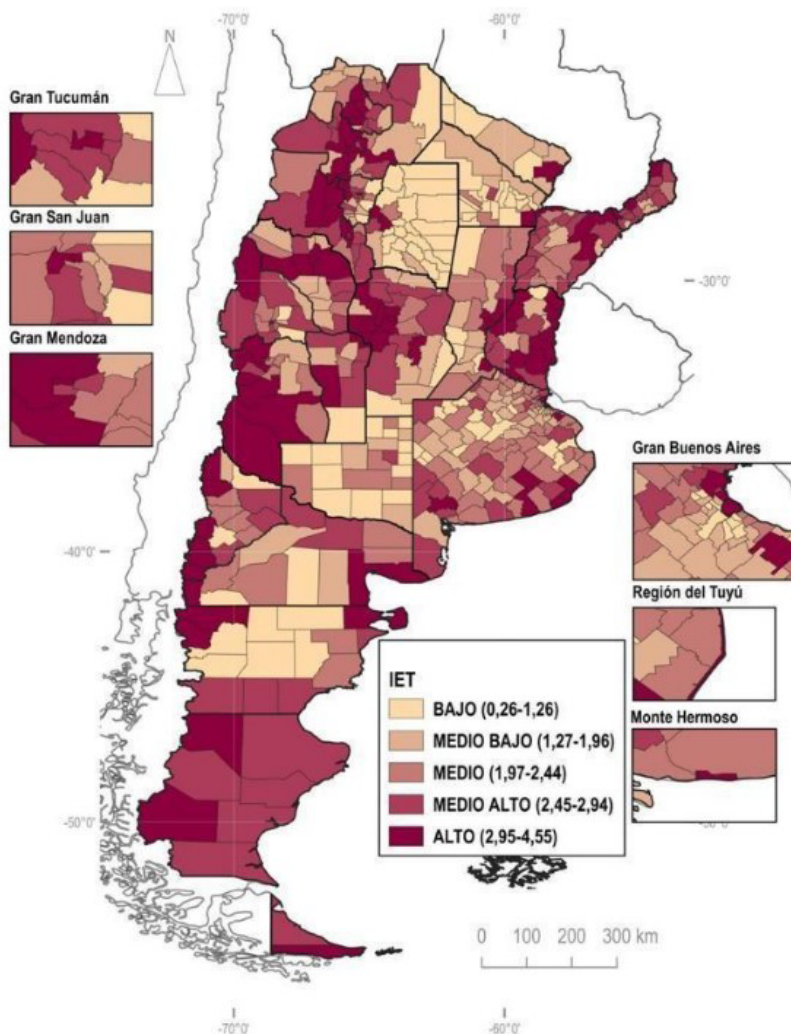 -70°0'
-60°0'
N
Gran Tucumán
Gran San Juan
-30°0'
Gran Mendoza
Gran Buenos Aires
-40°0'
Región del Tuyú
IET
BAJO (0,26-1,26)
MEDIO BAJO (1,27-1,96)
MEDIO (1,97-2,44)
MEDIO ALTO (2,45-2,94)
ALTO (2,95-4,55)
Monte Hermoso
-50°0'
0 100 200 300 km
-70°0'
-60°0'